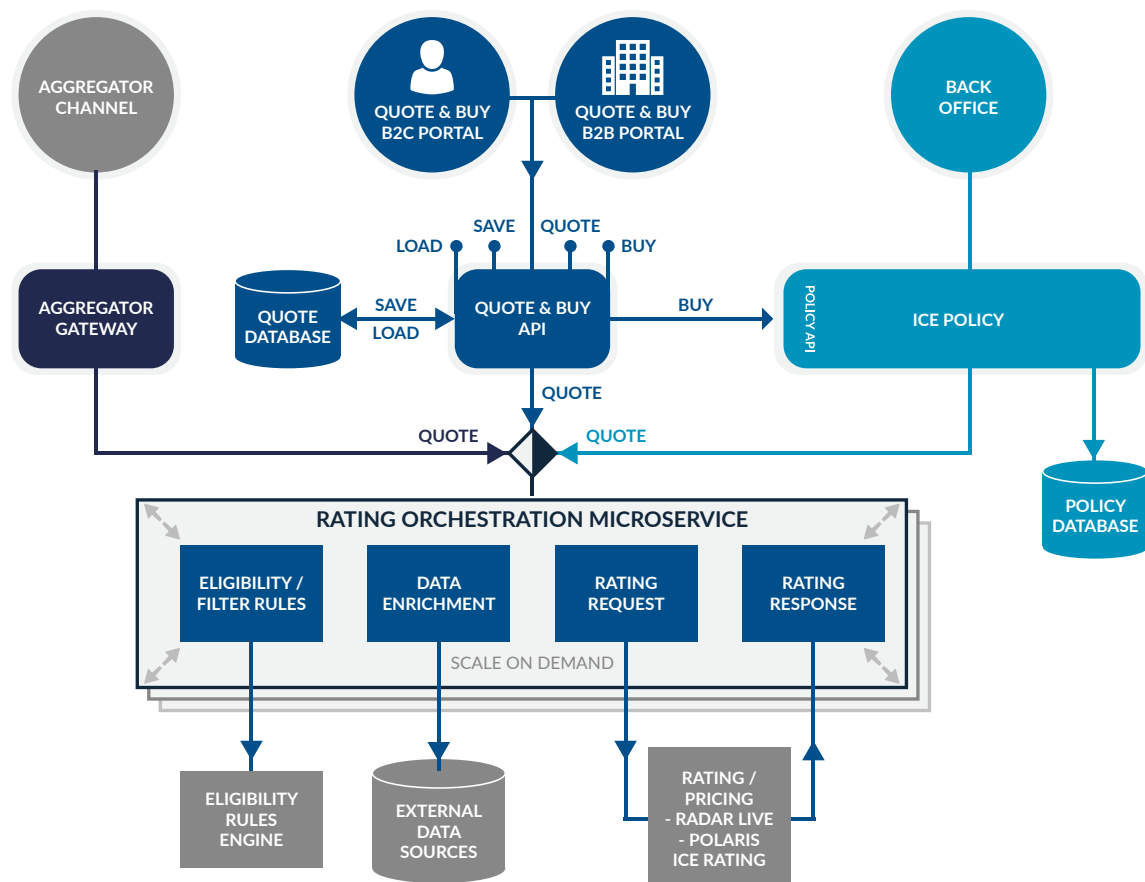 AGGREGATOR
CHANNEL
QUOTE & BUY
B2C PORTAL
QUOTE & BUY
B2B PORTAL
BACK
OFFICE
LOAD
SAVE
QUOTE
BUY
AGGREGATOR
GATEWAY
QUOTE
DATABASE
SAVE
LOAD
QUOTE & BUY
API
BUY
POLICY API
ICE POLICY
QUOTE
QUOTE
QUOTE
POLICY
DATABASE
RATING ORCHESTRATION MICROSERVICE
ELIGIBILITY /
FILTER RULES
DATA
ENRICHMENT
RATING
REQUEST
RATING
RESPONSE
SCALE ON DEMAND
ELIGIBILITY
RULES
ENGINE
EXTERNAL
DATA
SOURCES
RATING /
PRICING
- RADAR LIVE
- POLARIS
ICE RATING